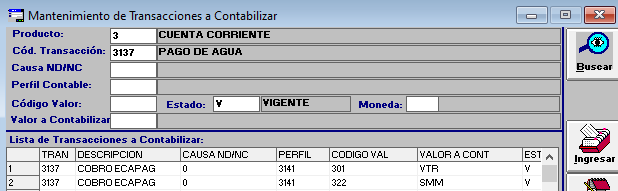 Mantenimiento de Transacciones a Contabilizar
Producto: 3 CUENTA CORRIENTE
Cód. Transacción: 3137 PAGO DE AGUA
Causa ND/NC
Perfil Contable:
Código Valor: Estado: V VIGENTE Moneda:
Valor a Contabilizar
Buscar
Lista de Transacciones a Contabilizar:
TRAN DESCRIPCION CAUSA ND/NC PERFIL CODIGO VAL VALOR A CONT EST
1 3137 COBRO ECAPAG 0 3141 301 VTR V
2 3137 COBRO ECAPAG 0 3141 322 SMM V
Ingresar